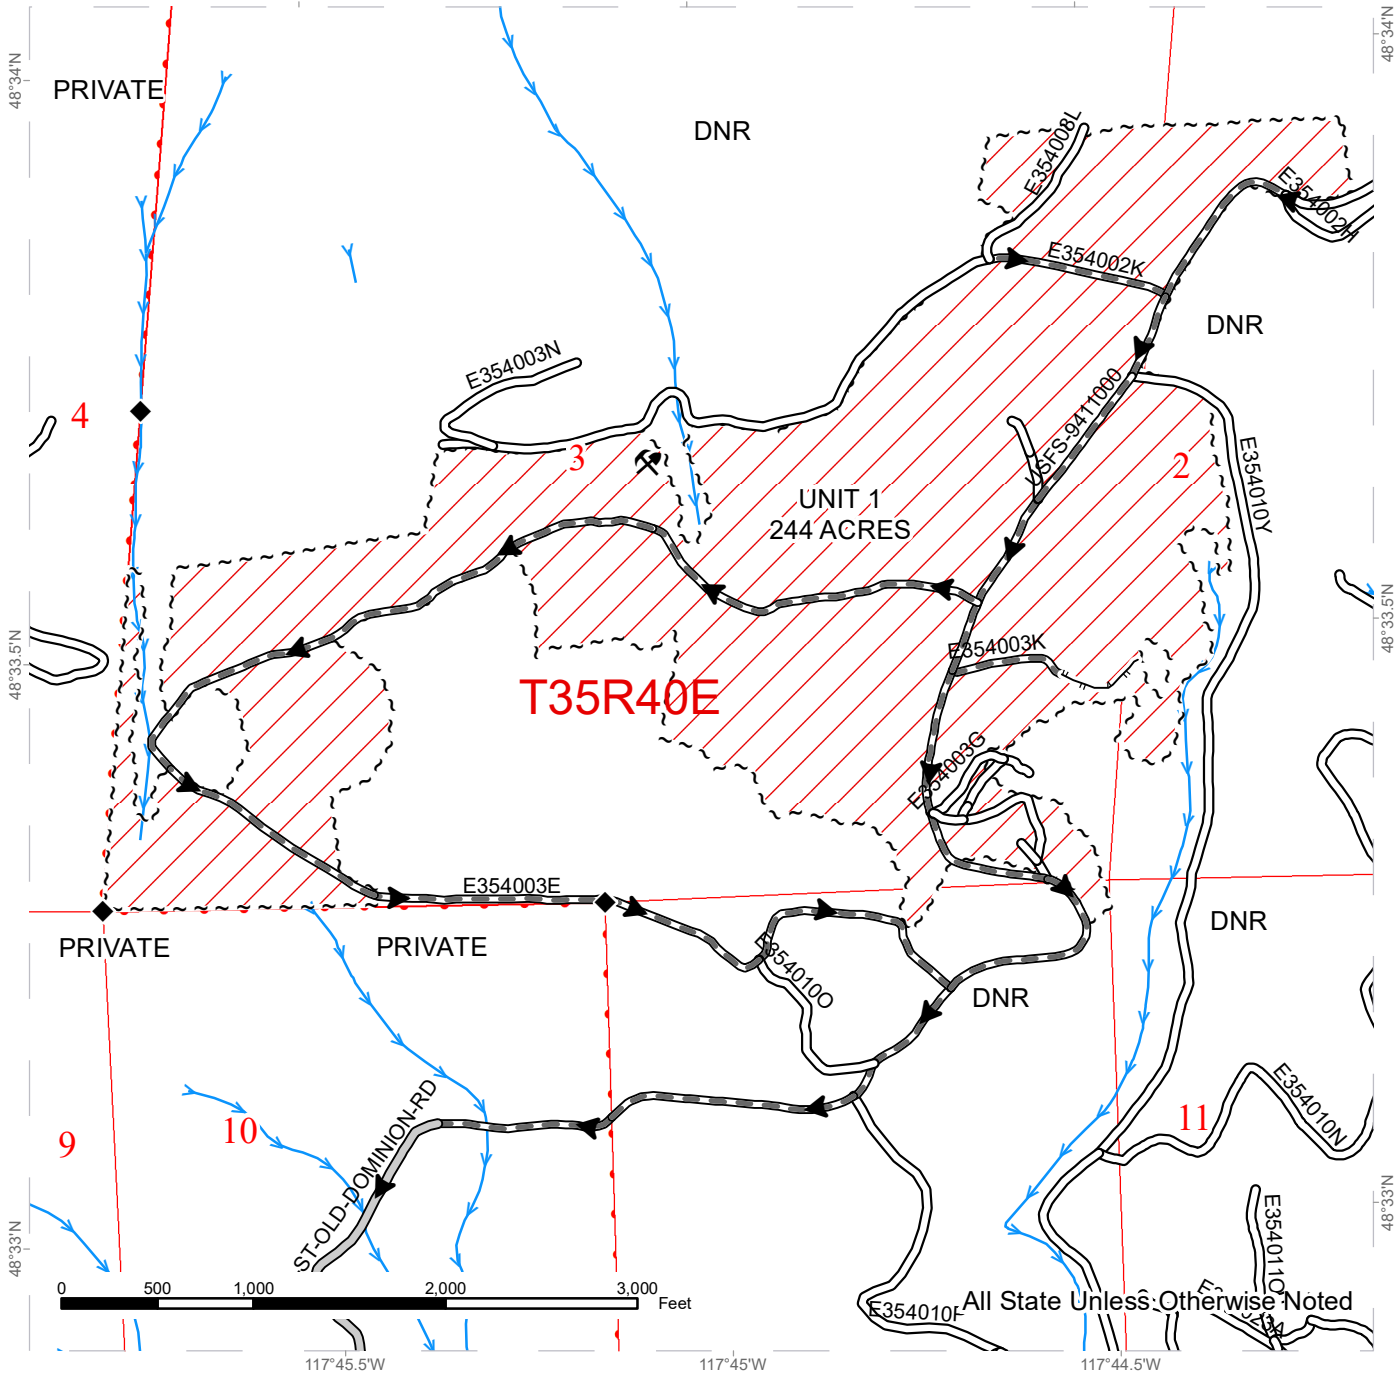 48°34'N
48°34'N
PRIVATE
DNR
E354008L
E354002H
E354002K
DNR
E354003N
USFS-9411000
4
3
2
E354010Y
UNIT 1
244 ACRES
48°33.5'N
48°33.5'N
E354003K
T35R40E
E354003G
E354003E
DNR
PRIVATE
PRIVATE
E354010O
DNR
E354010N
ST-OLD-DOMINION-RD
9
10
11
48°33'N
48°33'N
E354011O
0 500 1,000 2,000 3,000
Feet
All State Unless Otherwise Noted
117°45.5'W
117°45'W
117°44.5'W